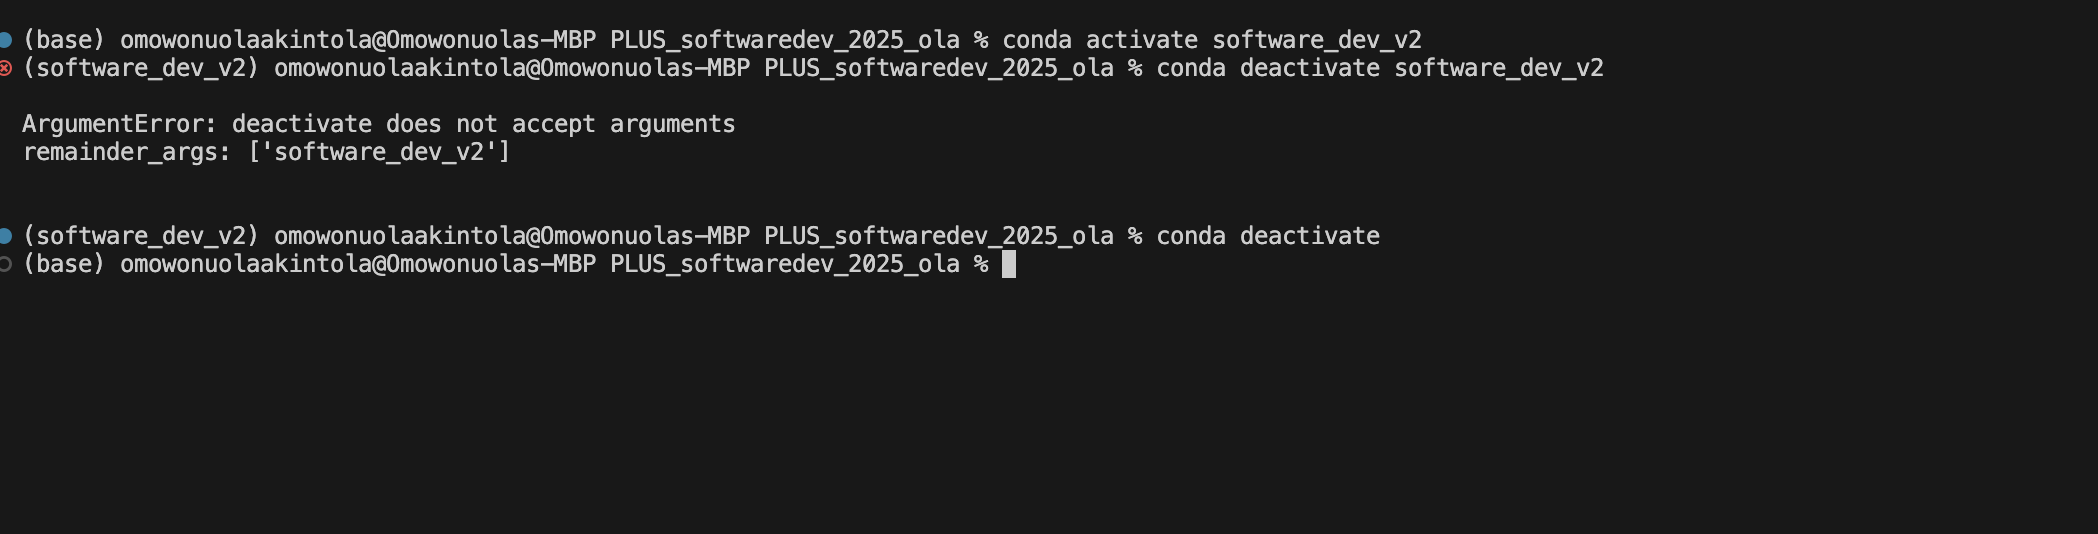 (base) omowonuolaakintola@Omowonuolas-MBP PLUS_softwaredev_2025_ola % conda activate software_dev_v2
(software_dev_v2) omowonuolaakintola@Omowonuolas-MBP PLUS_softwaredev_2025_ola % conda deactivate software_dev_v2
ArgumentError: deactivate does not accept arguments
remainder_args: ['software_dev_v2']
(software_dev_v2) omowonuolaakintola@Omowonuolas-MBP PLUS_softwaredev_2025_ola % conda deactivate
(base) omowonuolaakintola@Omowonuolas-MBP PLUS_softwaredev_2025_ola %